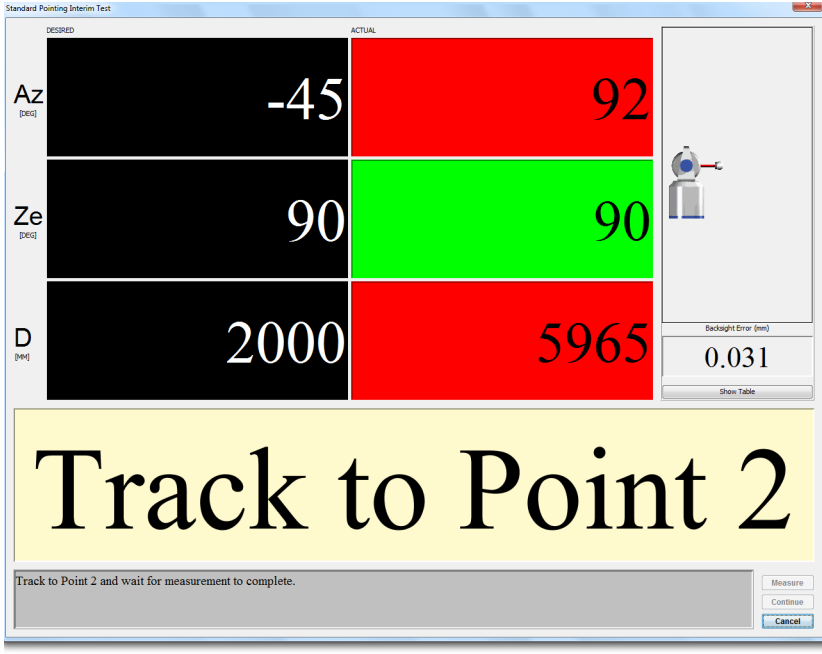 Standard Pointing Interim Test
x
DESIRED
ACTUAL
Az
[DEG]
-45
92
Ze
[DEG]
90
90
D
[MM]
2000
5965
Backsight Error (mm)
0.031
Show Table
Track to Point 2
Track to Point 2 and wait for measurement to complete.
Measure
Continue
Cancel